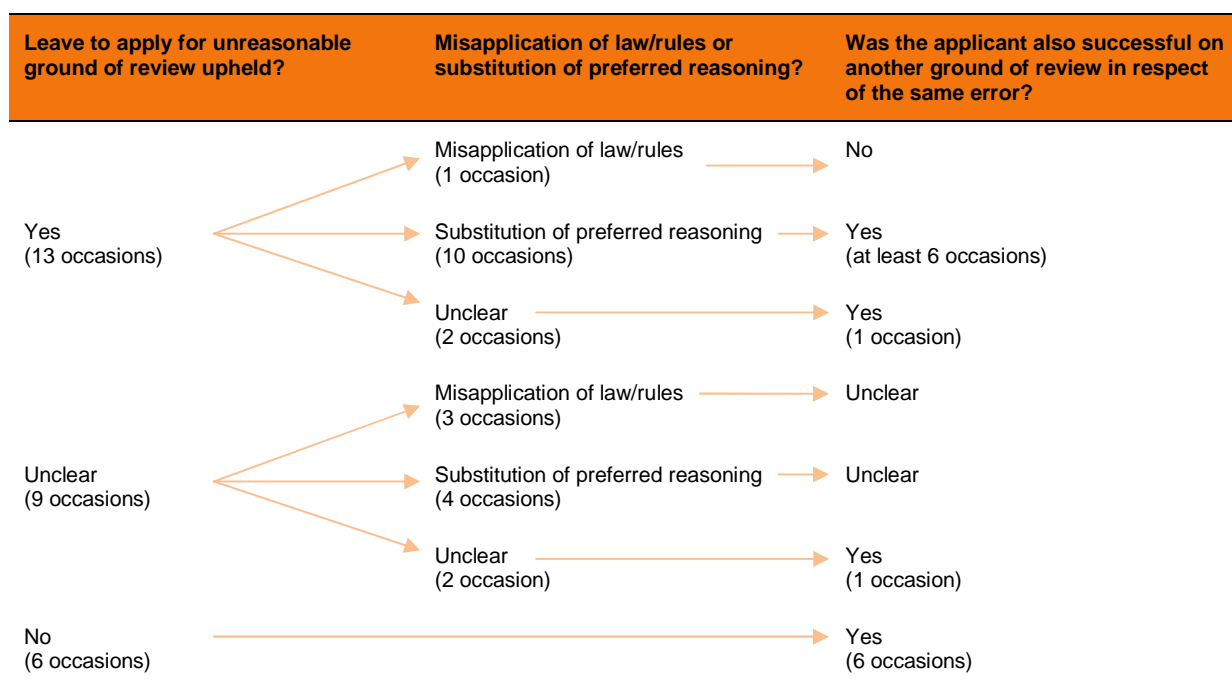 Leave to apply for unreasonable
ground of review upheld?
Misapplication of law/rules or
substitution of preferred reasoning?
Was the applicant also successful on
another ground of review in respect
of the same error?
Yes
(13 occasions)
Misapplication of law/rules
(1 occasion)
No
Substitution of preferred reasoning
(10 occasions)
Yes
(at least 6 occasions)
Unclear
(2 occasions)
Yes
(1 occasion)
Unclear
(9 occasions)
Misapplication of law/rules
(3 occasions)
Unclear
Substitution of preferred reasoning
(4 occasions)
Unclear
Unclear
(2 occasion)
Yes
(1 occasion)
No
(6 occasions)
Yes
(6 occasions)